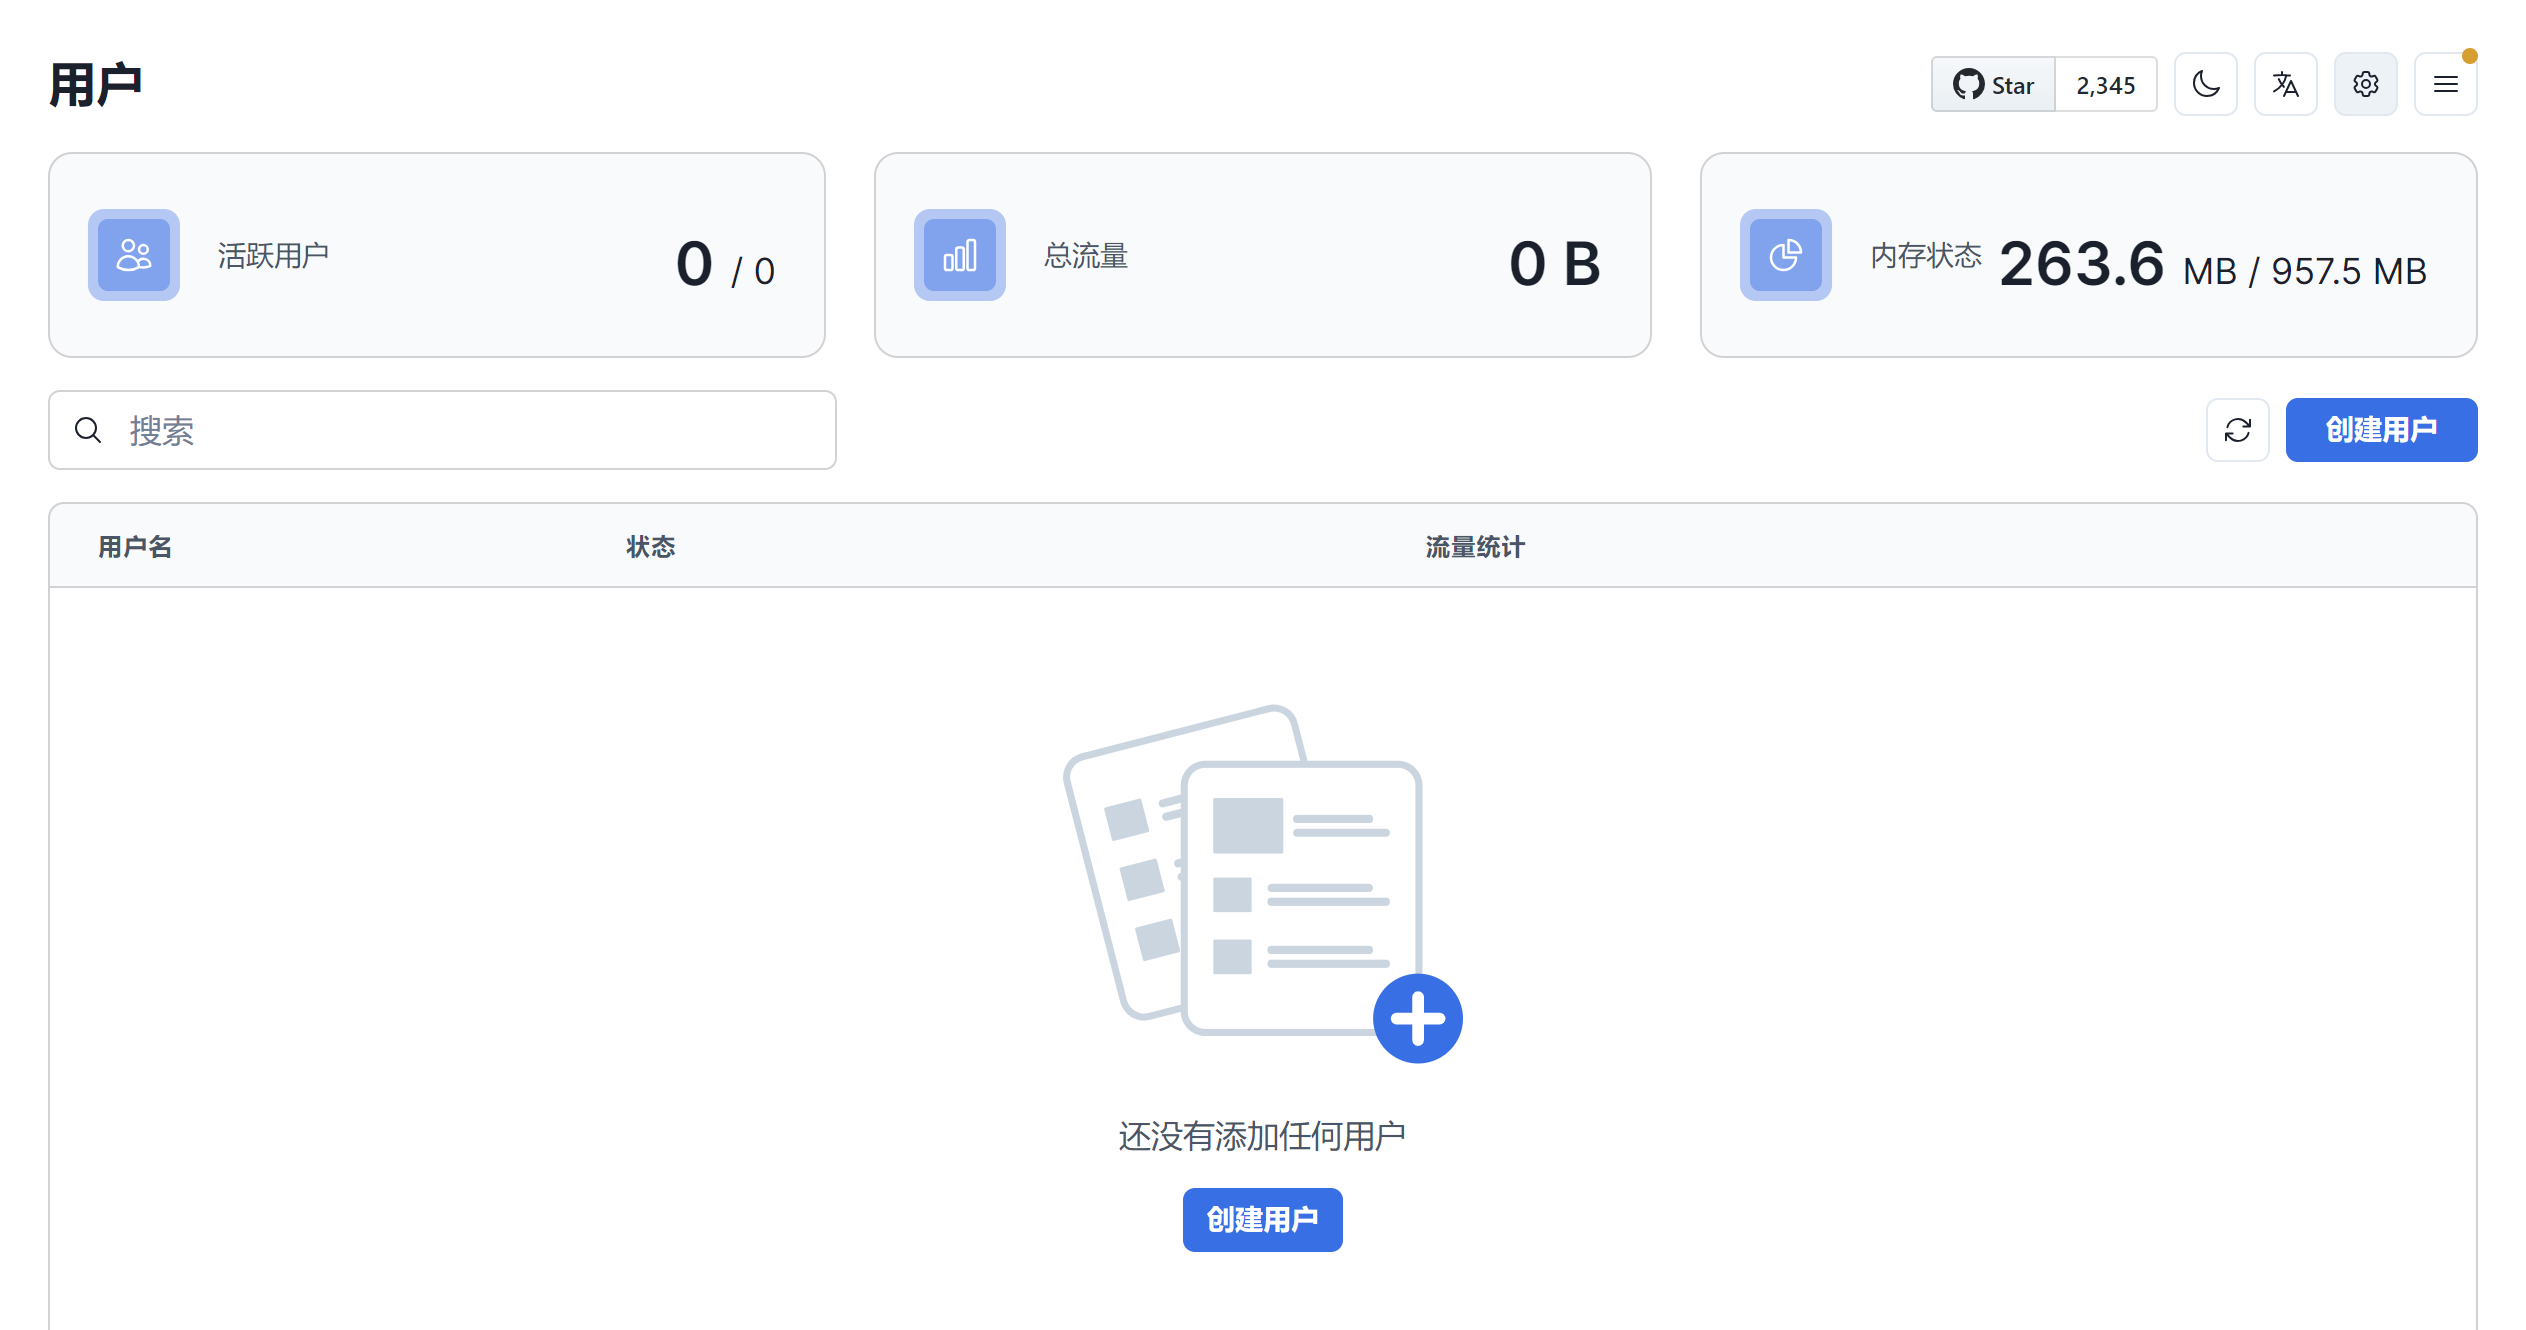 用户
Star 2,345
活跃用户 0 / 0
总流量 0 B
内存状态 263.6 MB / 957.5 MB
搜索
创建用户
用户名 状态 流量统计
还没有添加任何用户
创建用户